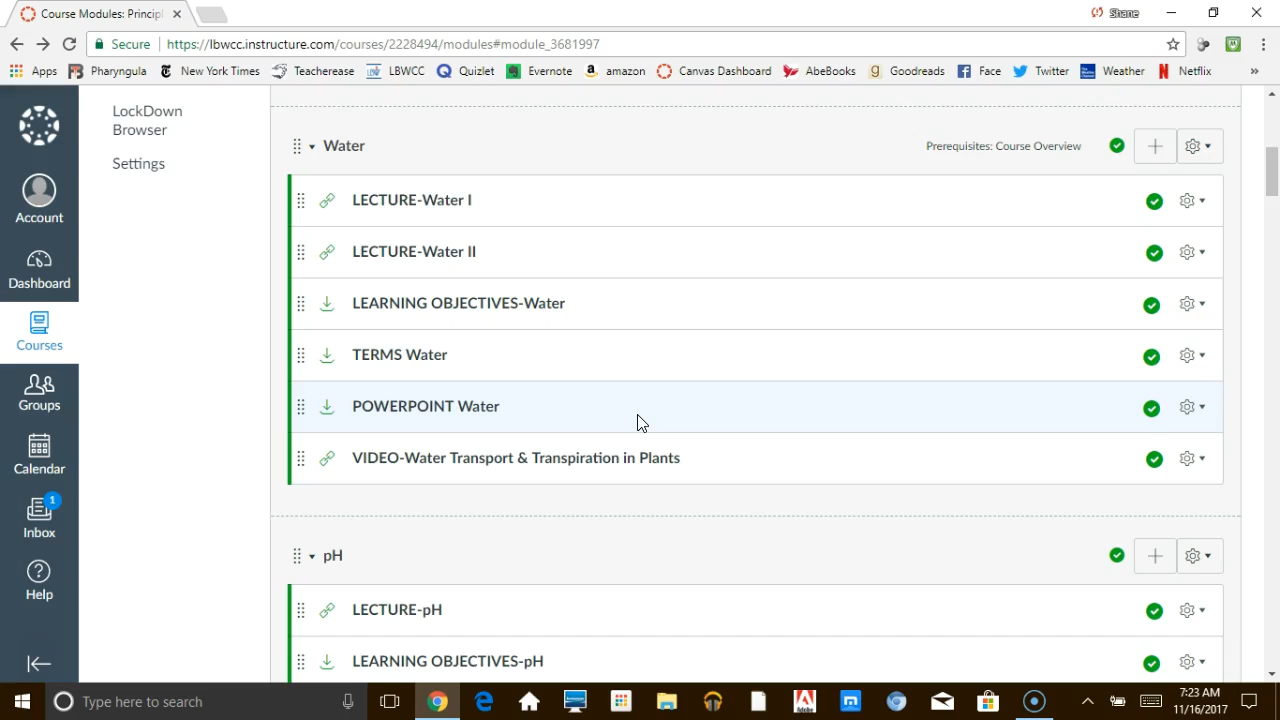 Course Modules: Princip
Share
Secure
https://lbwcc.instructure.com/courses/2228494/modules#module_3681997
Apps
Pharyngula
New York Times
Teacherease
LBWCC
Quizlet
Evernote
amazon
Canvas Dashboard
AbeBooks
Goodreads
Face
Twitter
Weather
Netflix
»
Account
Dashboard
Courses
Groups
Calendar
1
Inbox
Help
LockDown
Browser
Settings
Water
Prerequisites: Course Overview
LECTURE-Water I
LECTURE-Water II
LEARNING OBJECTIVES-Water
TERMS Water
POWERPOINT Water
VIDEO-Water Transport & Transpiration in Plants
pH
LECTURE-pH
LEARNING OBJECTIVES-pH
Type here to search
7:23 AM
11/16/2017